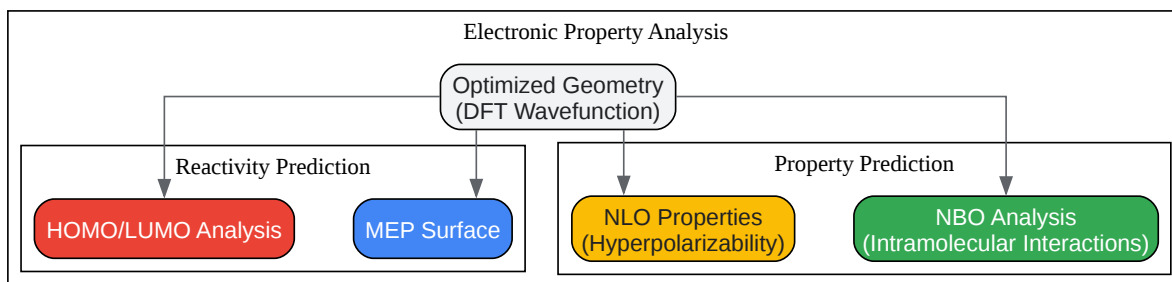 Electronic Property Analysis
Optimized Geometry
(DFT Wavefunction)
Reactivity Prediction
HOMO/LUMO Analysis
MEP Surface
Property Prediction
NLO Properties
(Hyperpolarizability)
NBO Analysis
(Intramolecular Interactions)